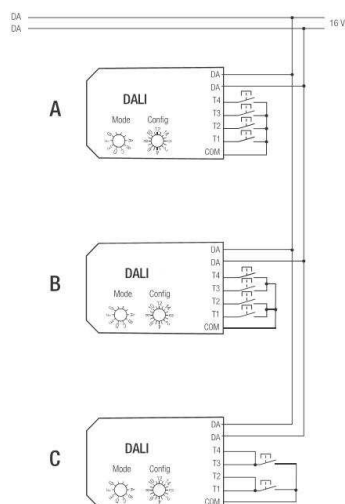 DA
DA
16 V
A
DALI
Mode Config
DA
DA
T4
T3
T2
T1
COM
B
DALI
Mode Config
DA
DA
T4
T3
T2
T1
COM
C
DALI
Mode Config
DA
DA
T4
T3
T2
T1
COM